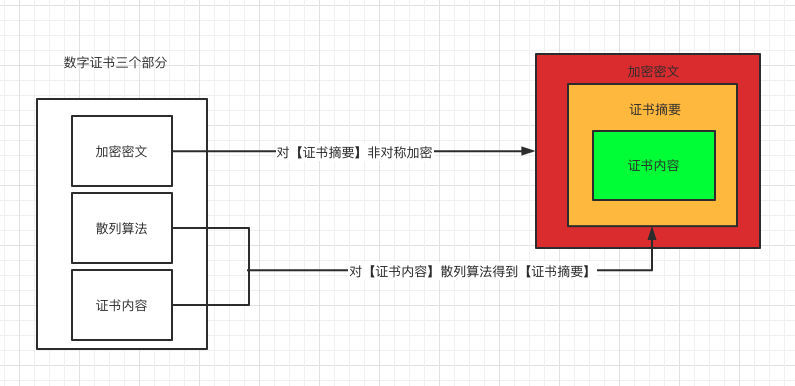 数字证书三个部分
加密密文
散列算法
证书内容
对【证书摘要】非对称加密
对【证书内容】散列算法得到【证书摘要】
加密密文
证书摘要
证书内容